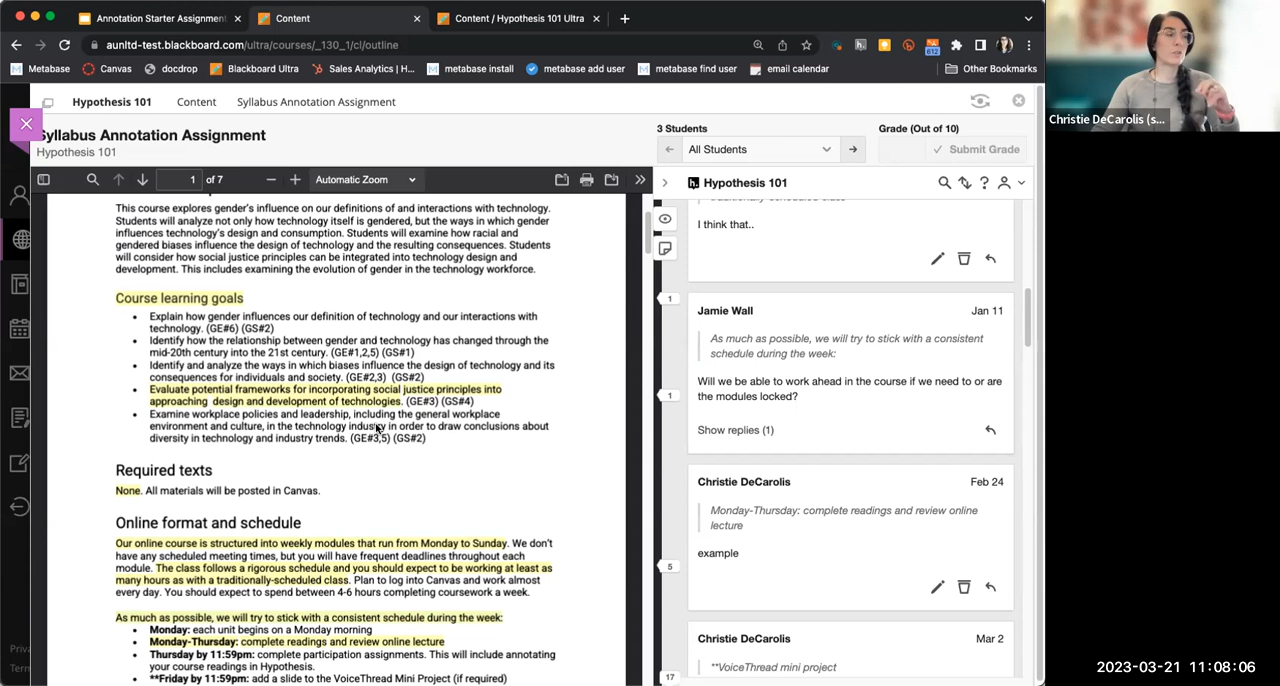 Annotation Starter Assignment
Content
Content / Hypothesis 101 Ultra
aunltd-test.blackboard.com/ultra/courses/_130_1/cl/outline
612
Metabase
Canvas
docdrop
Blackboard Ultra
Sales Analytics | H...
metabase install
metabase add user
metabase find user
email calendar
Other Bookmarks
Hypothesis 101
Content
Syllabus Annotation Assignment
Syllabus Annotation Assignment
Hypothesis 101
3 Students
All Students
Grade (Out of 10)
Submit Grade
1 of 7
Automatic Zoom
Hypothesis 101
This course explores gender's influence on our definitions of and interactions with technology.
Students will analyze not only how technology itself is gendered, but the ways in which gender
influences technology's design and consumption. Students will examine how racial and
gendered biases influence the design of technology and the resulting consequences. Students
will consider how social justice principles can be integrated into technology design and
development. This includes examining the evolution of gender in the technology workforce.
Course learning goals
• Explain how gender influences our definition of technology and our interactions with
technology. (GE#6) (GS#2)
• Identify how the relationship between gender and technology has changed through the
mid-20th century into the 21st century. (GE#1,2,5) (GS#1)
• Identify and analyze the ways in which biases influence the design of technology and its
consequences for individuals and society. (GE#2,3) (GS#2)
• Evaluate potential frameworks for incorporating social justice principles into
approaching design and development of technologies. (GE#3) (GS#4)
• Examine workplace policies and leadership, including the general workplace
environment and culture, in the technology industry in order to draw conclusions about
diversity in technology and industry trends. (GE#3,5) (GS#2)
Required texts
None. All materials will be posted in Canvas.
Online format and schedule
Our online course is structured into weekly modules that run from Monday to Sunday. We don't
have any scheduled meeting times, but you will have frequent deadlines throughout each
module. The class follows a rigorous schedule and you should expect to be working at least as
many hours as with a traditionally-scheduled class. Plan to log into Canvas and work almost
every day. You should expect to spend between 4-6 hours completing coursework a week.
As much as possible, we will try to stick with a consistent schedule during the week:
• Monday: each unit begins on a Monday morning
• Monday-Thursday: complete readings and review online lecture
• Thursday by 11:59pm: complete participation assignments. This will include annotating
your course readings in Hypothesis.
• **Friday by 11:59pm: add a slide to the VoiceThread Mini Project (if required)
I think that..
1
Jamie Wall
Jan 11
As much as possible, we will try to stick with a consistent
schedule during the week:
Will we be able to work ahead in the course if we need to or are
the modules locked?
1
Show replies (1)
Christie DeCarolis
Feb 24
Monday-Thursday: complete readings and review online
lecture
example
5
Christie DeCarolis
Mar 2
**VoiceThread mini project
17
Priva
Term
Christie DeCarolis (s...
2023-03-21 11:08:06